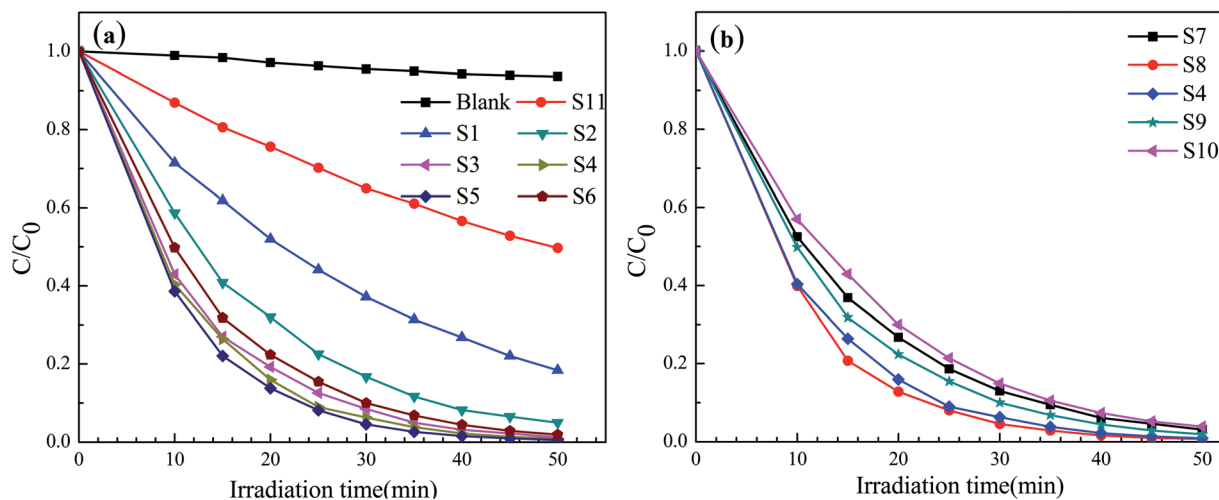 (a)
1.0
0.8
0.6
0.4
0.2
0.0
C/C0
Blank S11
S1 S2
S3 S4
S5 S6
0 10 20 30 40 50
Irradiation time(min)
(b)
1.0
0.8
0.6
0.4
0.2
0.0
C/C0
S7
S8
S4
S9
S10
0 10 20 30 40 50
Irradiation time(min)